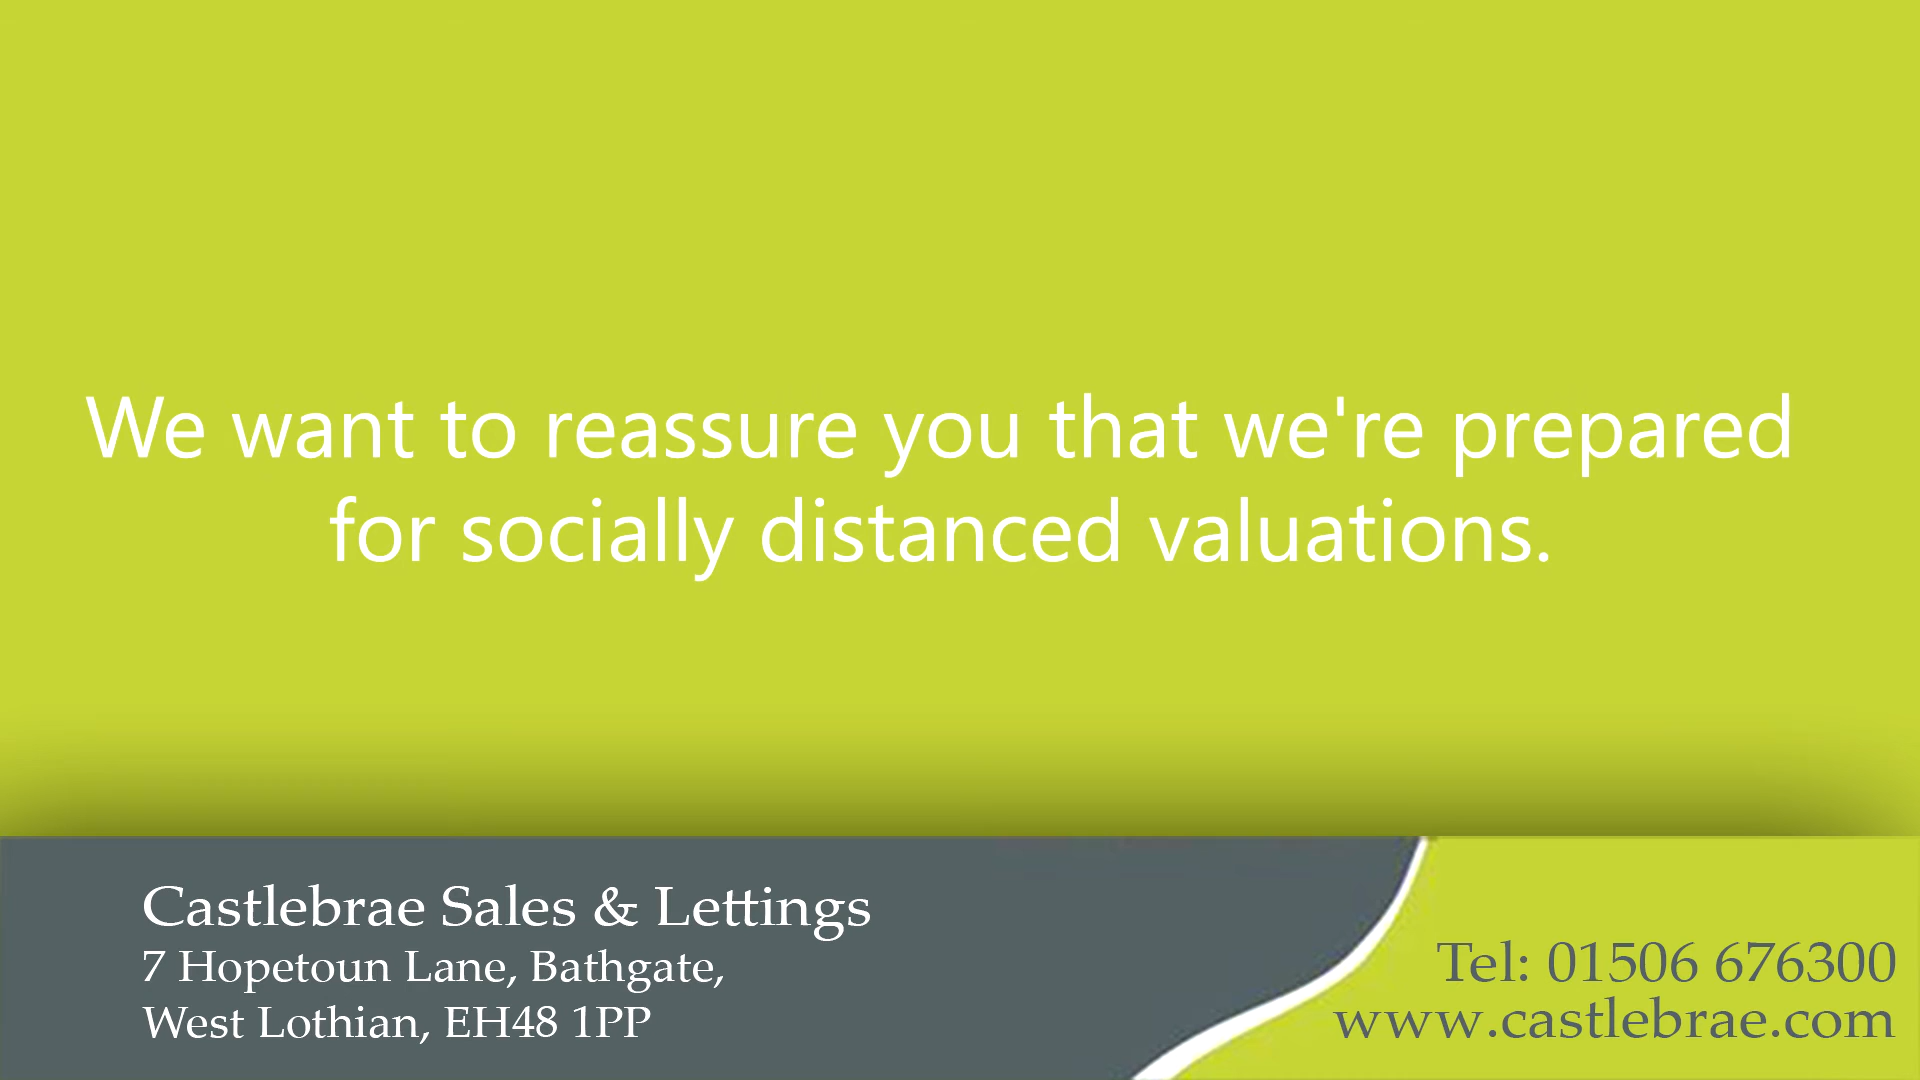 We want to reassure you that we're prepared
for socially distanced valuations.
Castlebrae Sales & Lettings
7 Hopetoun Lane, Bathgate,
West Lothian, EH48 1PP
Tel: 01506 676300
www.castlebrae.com